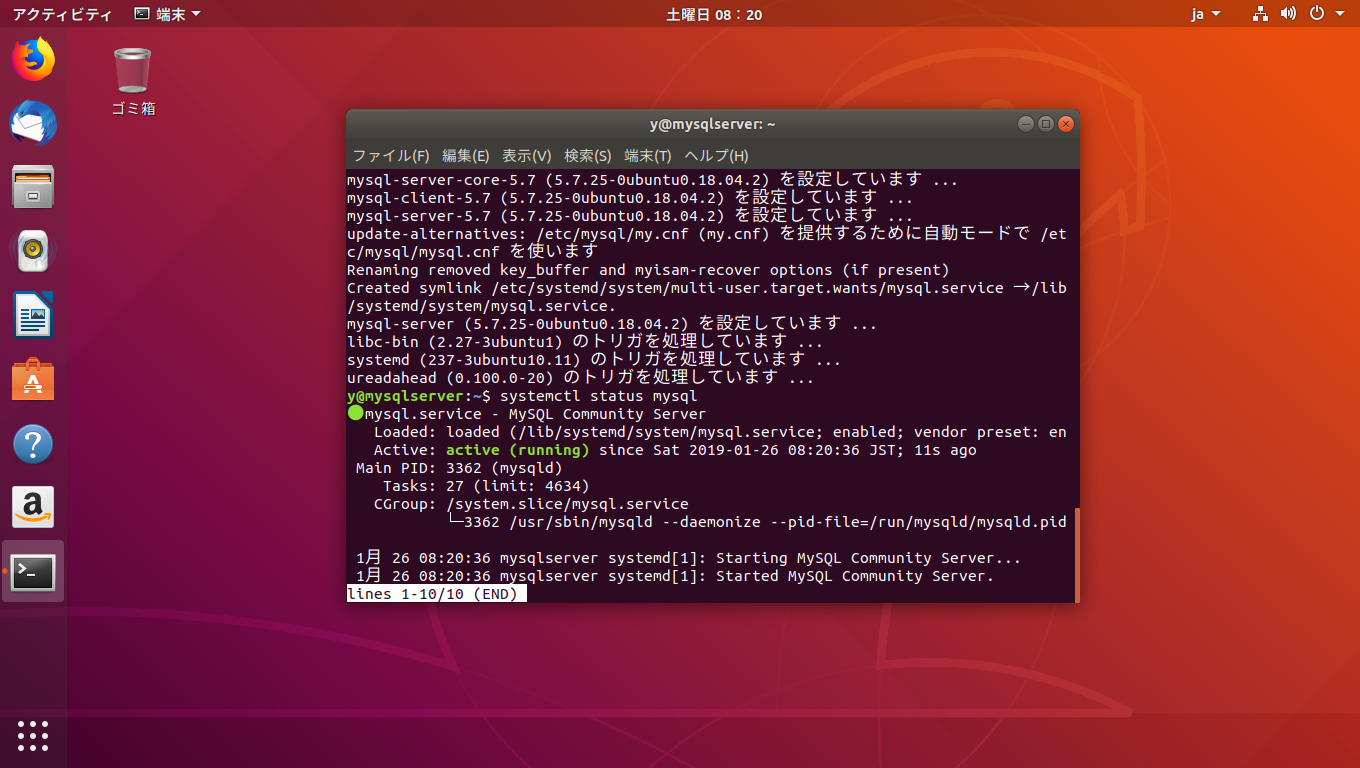 アクティビティ 端末 土曜日 08：20 ja
ゴミ箱
y@mysqlserver: ~
ファイル(F) 編集(E) 表示(V) 検索(S) 端末(T) ヘルプ(H)
mysql-server-core-5.7 (5.7.25-0ubuntu0.18.04.2) を設定しています ...
mysql-client-5.7 (5.7.25-0ubuntu0.18.04.2) を設定しています ...
mysql-server-5.7 (5.7.25-0ubuntu0.18.04.2) を設定しています ...
update-alternatives: /etc/mysql/my.cnf (my.cnf) を提供するために自動モードで /et
c/mysql/mysql.cnf を使います
Renaming removed key_buffer and myisam-recover options (if present)
Created symlink /etc/systemd/system/multi-user.target.wants/mysql.service →/lib
/systemd/system/mysql.service.
mysql-server (5.7.25-0ubuntu0.18.04.2) を設定しています ...
libc-bin (2.27-3ubuntu1) のトリガを処理しています ...
systemd (237-3ubuntu10.11) のトリガを処理しています ...
ureadahead (0.100.0-20) のトリガを処理しています ...
y@mysqlserver:~$ systemctl status mysql
●mysql.service - MySQL Community Server
Loaded: loaded (/lib/systemd/system/mysql.service; enabled; vendor preset: en
Active: active (running) since Sat 2019-01-26 08:20:36 JST; 11s ago
Main PID: 3362 (mysqld)
Tasks: 27 (limit: 4634)
CGroup: /system.slice/mysql.service
└─3362 /usr/sbin/mysqld --daemonize --pid-file=/run/mysqld/mysqld.pid
1月 26 08:20:36 mysqlserver systemd[1]: Starting MySQL Community Server...
1月 26 08:20:36 mysqlserver systemd[1]: Started MySQL Community Server.
lines 1-10/10 (END)